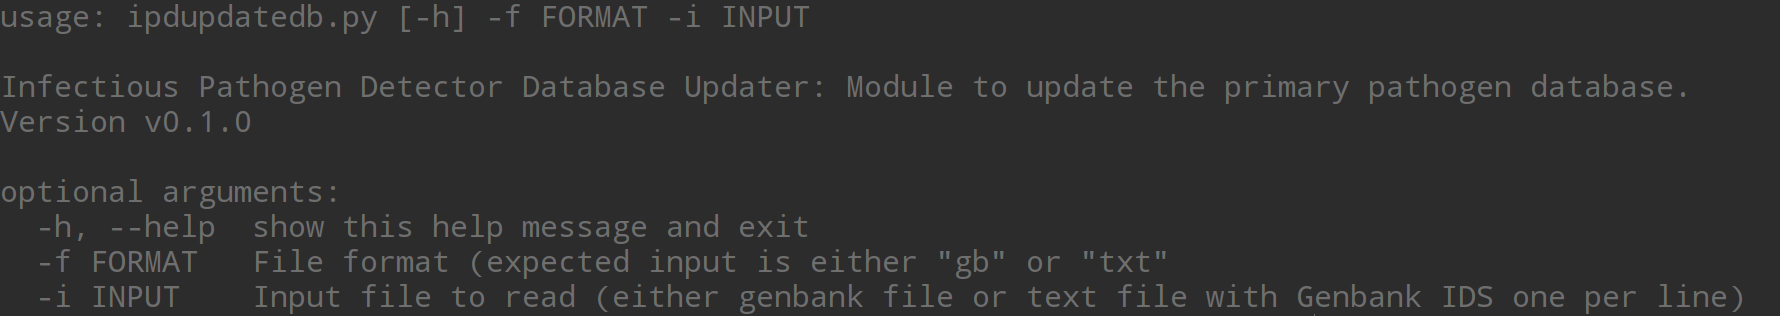 usage: ipdupdatedb.py [-h] -f FORMAT -i INPUT
Infectious Pathogen Detector Database Updater: Module to update the primary pathogen database.
Version v0.1.0
optional arguments:
-h, --help show this help message and exit
-f FORMAT File format (expected input is either "gb" or "txt"
-i INPUT Input file to read (either genbank file or text file with Genbank IDS one per line)